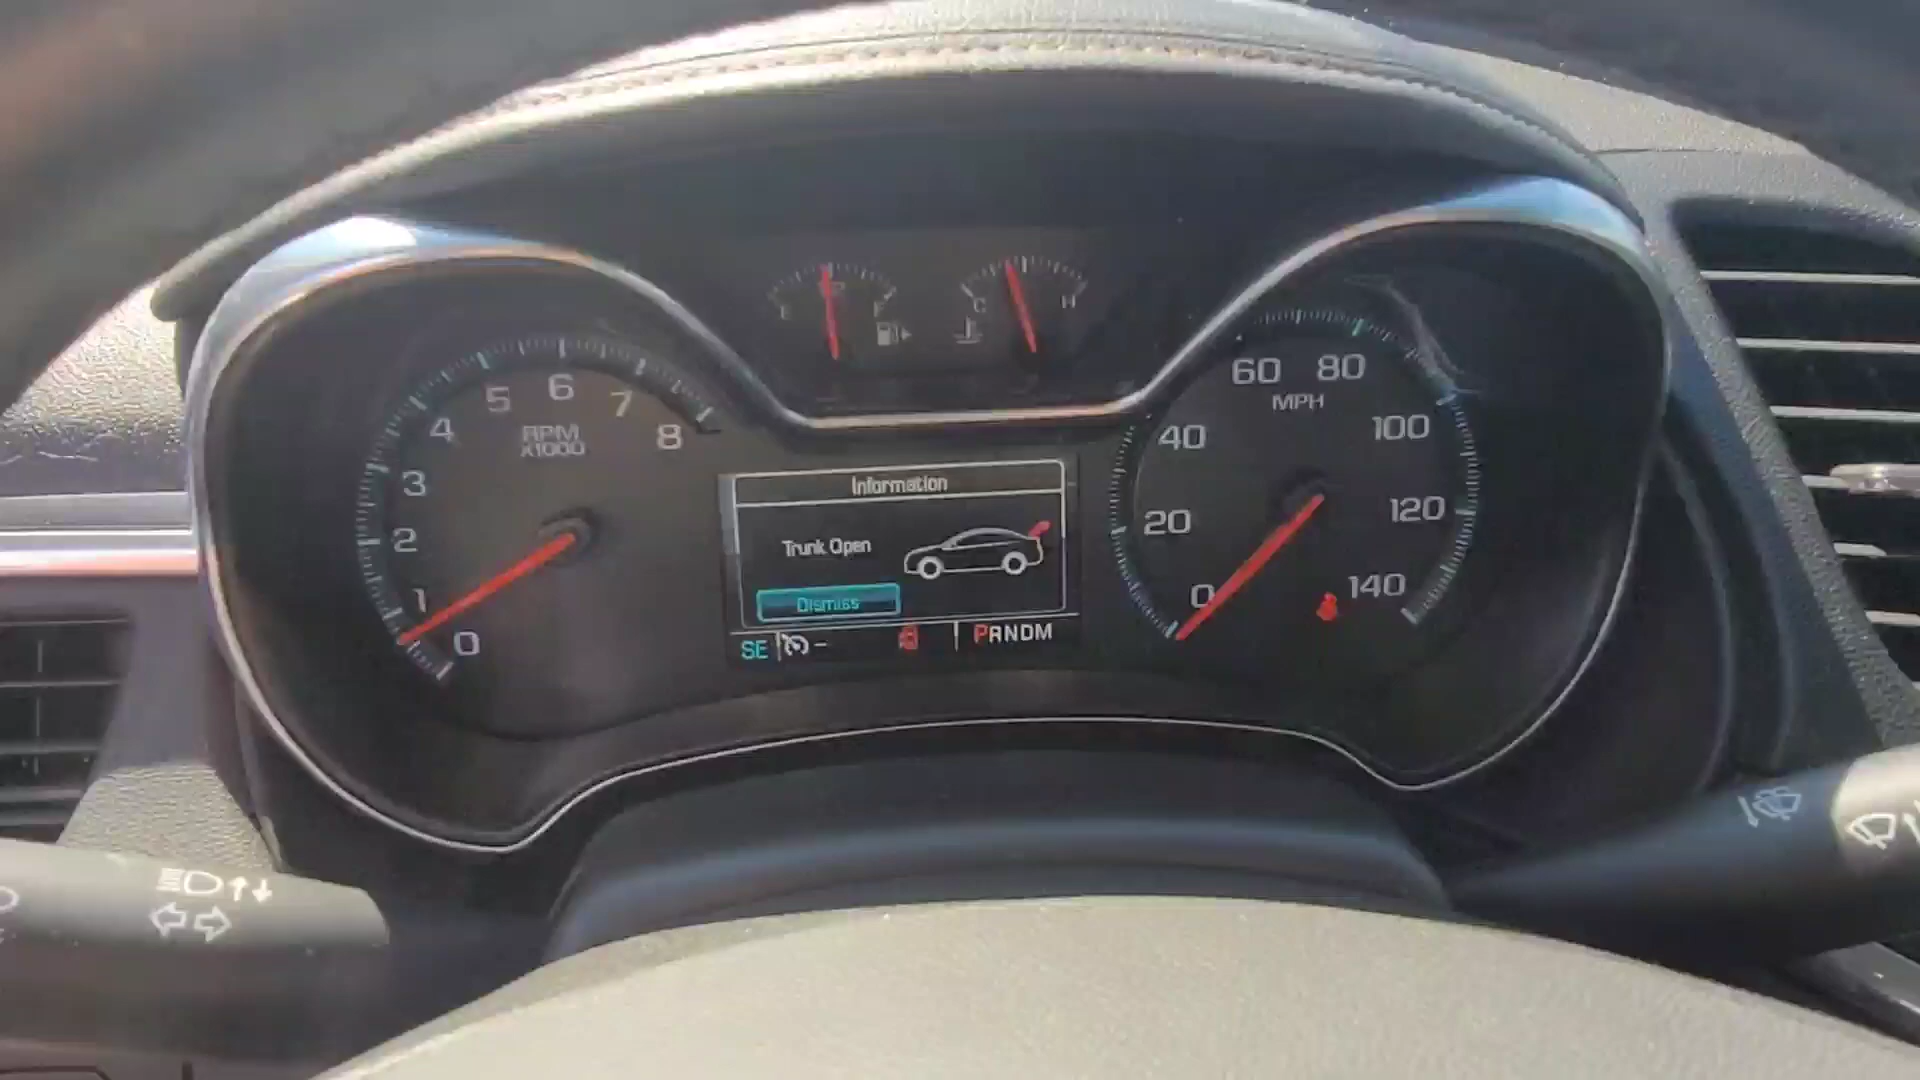 E F
C H
5 6 7
4 8
RPM
X1000
3
2
1
0
60 80
MPH
40 100
20 120
0 140
Information
Trunk Open
Dismiss
SE
PRNDM